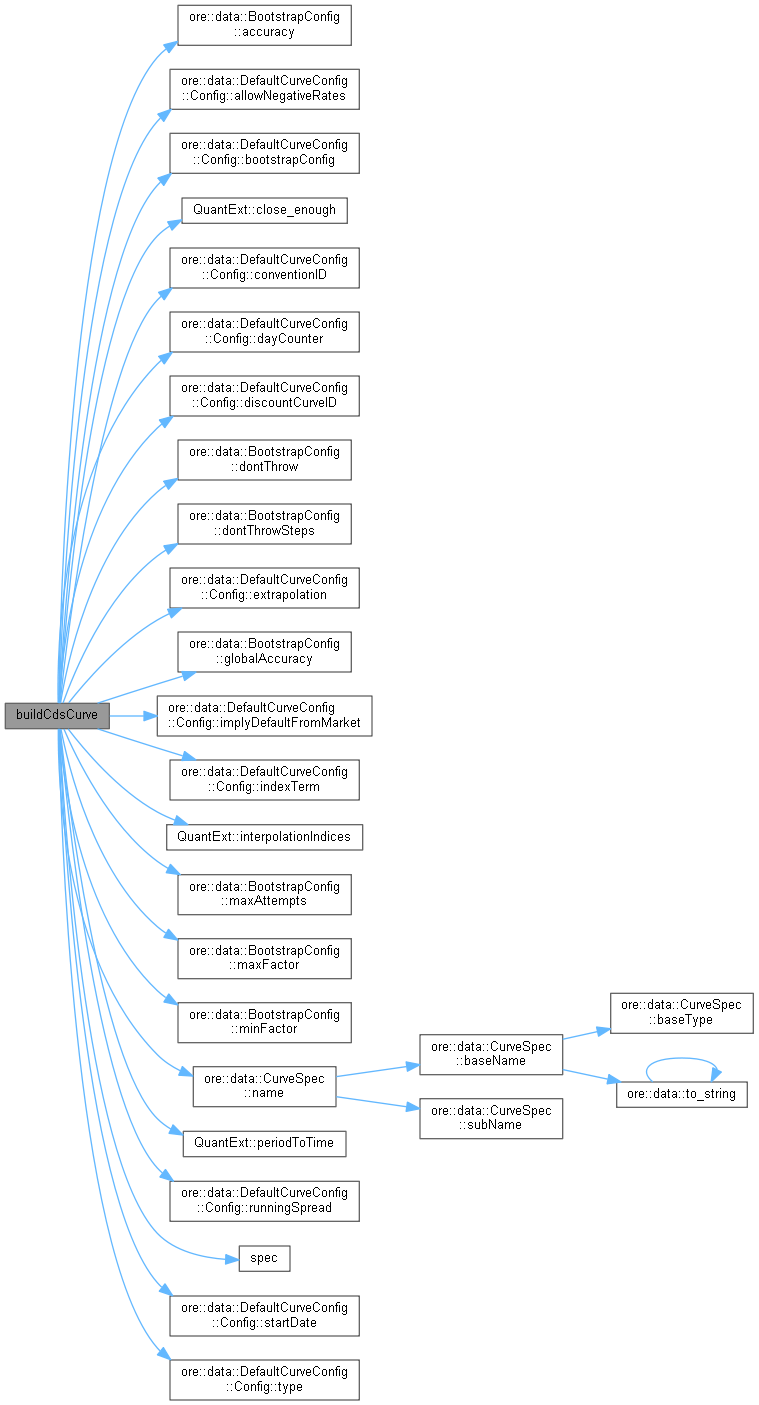 ore::data::BootstrapConfig
::accuracy
ore::data::DefaultCurveConfig
::Config::allowNegativeRates
ore::data::DefaultCurveConfig
::Config::bootstrapConfig
QuantExt::close_enough
ore::data::DefaultCurveConfig
::Config::conventionID
ore::data::DefaultCurveConfig
::Config::dayCounter
ore::data::DefaultCurveConfig
::Config::discountCurveID
ore::data::BootstrapConfig
::dontThrow
ore::data::BootstrapConfig
::dontThrowSteps
ore::data::DefaultCurveConfig
::Config::extrapolation
ore::data::BootstrapConfig
::globalAccuracy
buildCdsCurve
ore::data::DefaultCurveConfig
::Config::implyDefaultFromMarket
ore::data::DefaultCurveConfig
::Config::indexTerm
QuantExt::interpolationIndices
ore::data::BootstrapConfig
::maxAttempts
ore::data::BootstrapConfig
::maxFactor
ore::data::BootstrapConfig
::minFactor
ore::data::CurveSpec
::name
ore::data::CurveSpec
::baseName
ore::data::CurveSpec
::baseType
ore::data::to_string
ore::data::CurveSpec
::subName
QuantExt::periodToTime
ore::data::DefaultCurveConfig
::Config::runningSpread
spec
ore::data::DefaultCurveConfig
::Config::startDate
ore::data::DefaultCurveConfig
::Config::type